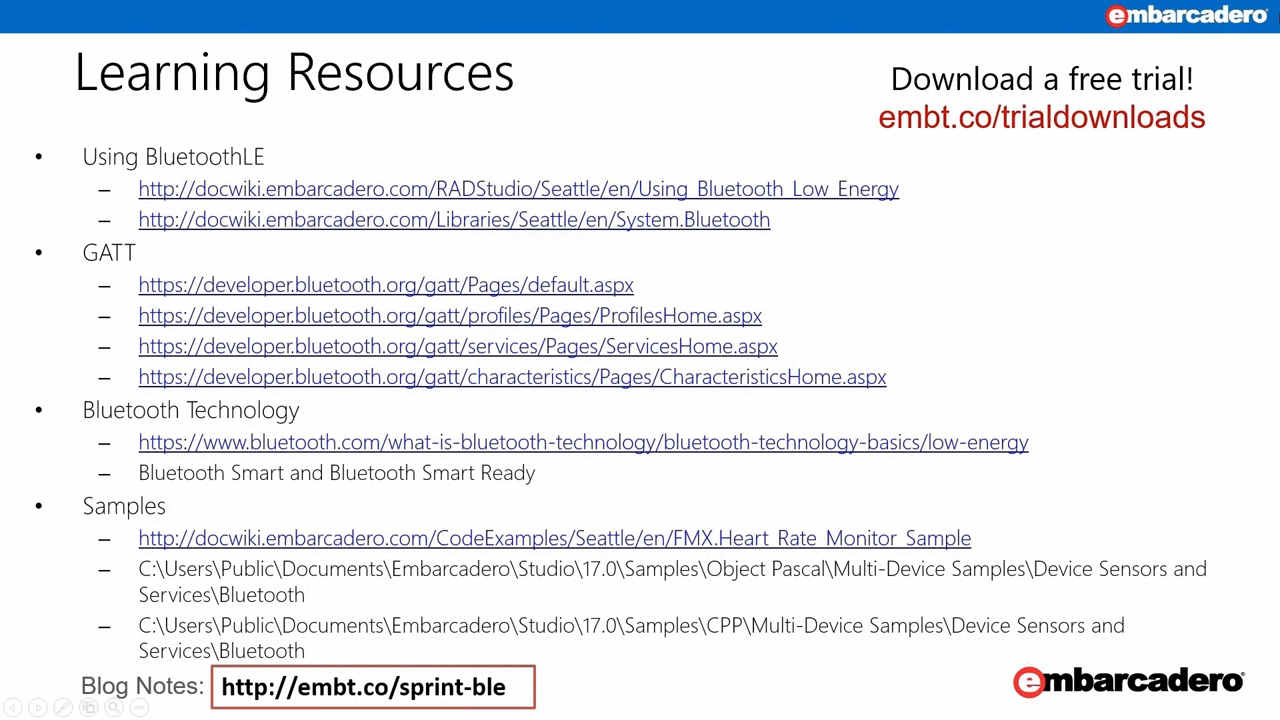 embarcadero
Learning Resources
Download a free trial!
embt.co/trialdownloads
• Using BluetoothLE
– http://docwiki.embarcadero.com/RADStudio/Seattle/en/Using_Bluetooth_Low_Energy
– http://docwiki.embarcadero.com/Libraries/Seattle/en/System.Bluetooth
• GATT
– https://developer.bluetooth.org/gatt/Pages/default.aspx
– https://developer.bluetooth.org/gatt/profiles/Pages/ProfilesHome.aspx
– https://developer.bluetooth.org/gatt/services/Pages/ServicesHome.aspx
– https://developer.bluetooth.org/gatt/characteristics/Pages/CharacteristicsHome.aspx
• Bluetooth Technology
– https://www.bluetooth.com/what-is-bluetooth-technology/bluetooth-technology-basics/low-energy
– Bluetooth Smart and Bluetooth Smart Ready
• Samples
– http://docwiki.embarcadero.com/CodeExamples/Seattle/en/FMX.Heart_Rate_Monitor_Sample
– C:\Users\Public\Documents\Embarcadero\Studio\17.0\Samples\Object Pascal\Multi-Device Samples\Device Sensors and
Services\Bluetooth
– C:\Users\Public\Documents\Embarcadero\Studio\17.0\Samples\CPP\Multi-Device Samples\Device Sensors and
Services\Bluetooth
Blog Notes: http://embt.co/sprint-ble
embarcadero